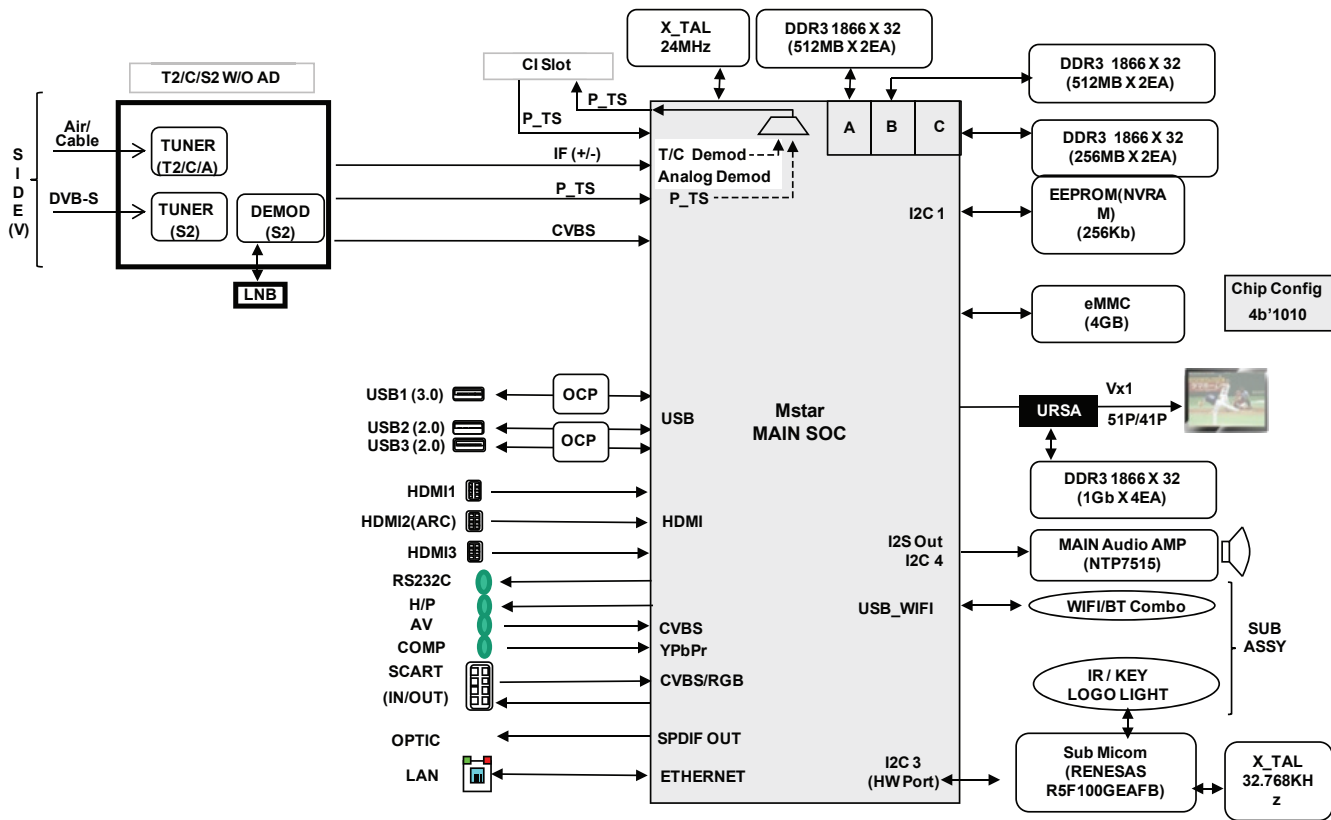 X_TAL
24MHz
DDR3 1866 X 32
(512MB X 2EA)
DDR3 1866 X 32
(512MB X 2EA)
T2/C/S2 W/O AD
CI Slot
P_TS
P_TS
A
B
C
DDR3 1866 X 32
(256MB X 2EA)
S
I
D
E
(V)
Air/
Cable
TUNER
(T2/C/A)
IF (+/-)
T/C Demod
Analog Demod
P_TS
DVB-S
TUNER
(S2)
DEMOD
(S2)
P_TS
CVBS
LNB
I2C 1
EEPROM(NVRA
M)
(256Kb)
eMMC
(4GB)
Chip Config
4b'1010
USB1 (3.0)
OCP
USB2 (2.0)
USB3 (2.0)
OCP
USB
Mstar
MAIN SOC
URSA
Vx1
51P/41P
DDR3 1866 X 32
(1Gb X 4EA)
HDMI1
HDMI2(ARC)
HDMI3
HDMI
I2S Out
I2C 4
MAIN Audio AMP
(NTP7515)
RS232C
H/P
AV
COMP
CVBS
YPbPr
USB_WIFI
WIFI/BT Combo
SUB
ASSY
SCART
(IN/OUT)
CVBS/RGB
IR / KEY
LOGO LIGHT
OPTIC
SPDIF OUT
LAN
ETHERNET
I2C 3
(HW Port)
Sub Micom
(RENESAS
R5F100GEAFB)
X_TAL
32.768KH
z